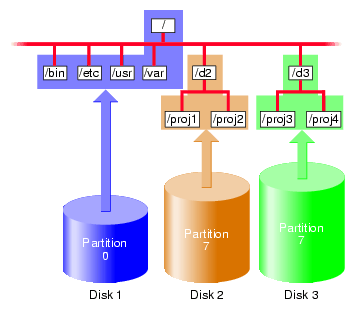 /
/bin /etc /usr /var /d2 /d3
/proj1 /proj2 /proj3 /proj4
Partition
0
Partition
7
Partition
7
Disk 1 Disk 2 Disk 3